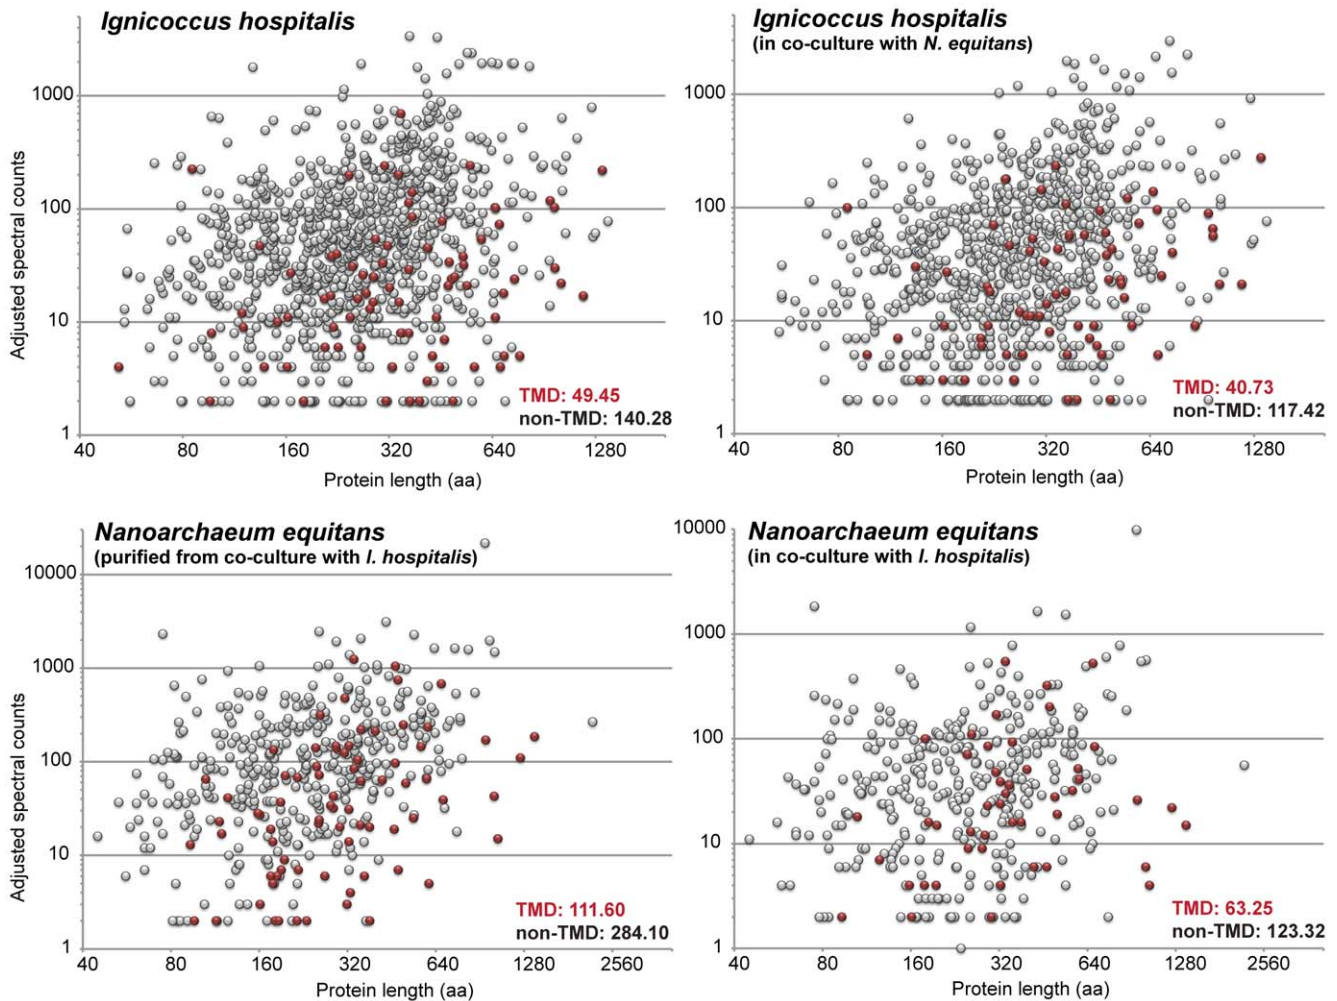 Ignicoccus hospitalis
Adjusted spectral counts
1000
100
10
1
TMD: 49.45
non-TMD: 140.28
40 80 160 320 640 1280
Protein length (aa)
Ignicoccus hospitalis
(in co-culture with N. equitans)
1000
100
10
1
TMD: 40.73
non-TMD: 117.42
40 80 160 320 640 1280
Protein length (aa)
Nanoarchaeum equitans
(purified from co-culture with I. hospitalis)
Adjusted spectral counts
10000
1000
100
10
1
TMD: 111.60
non-TMD: 284.10
40 80 160 320 640 1280 2560
Protein length (aa)
Nanoarchaeum equitans
(in co-culture with I. hospitalis)
10000
1000
100
10
1
TMD: 63.25
non-TMD: 123.32
40 80 160 320 640 1280 2560
Protein length (aa)